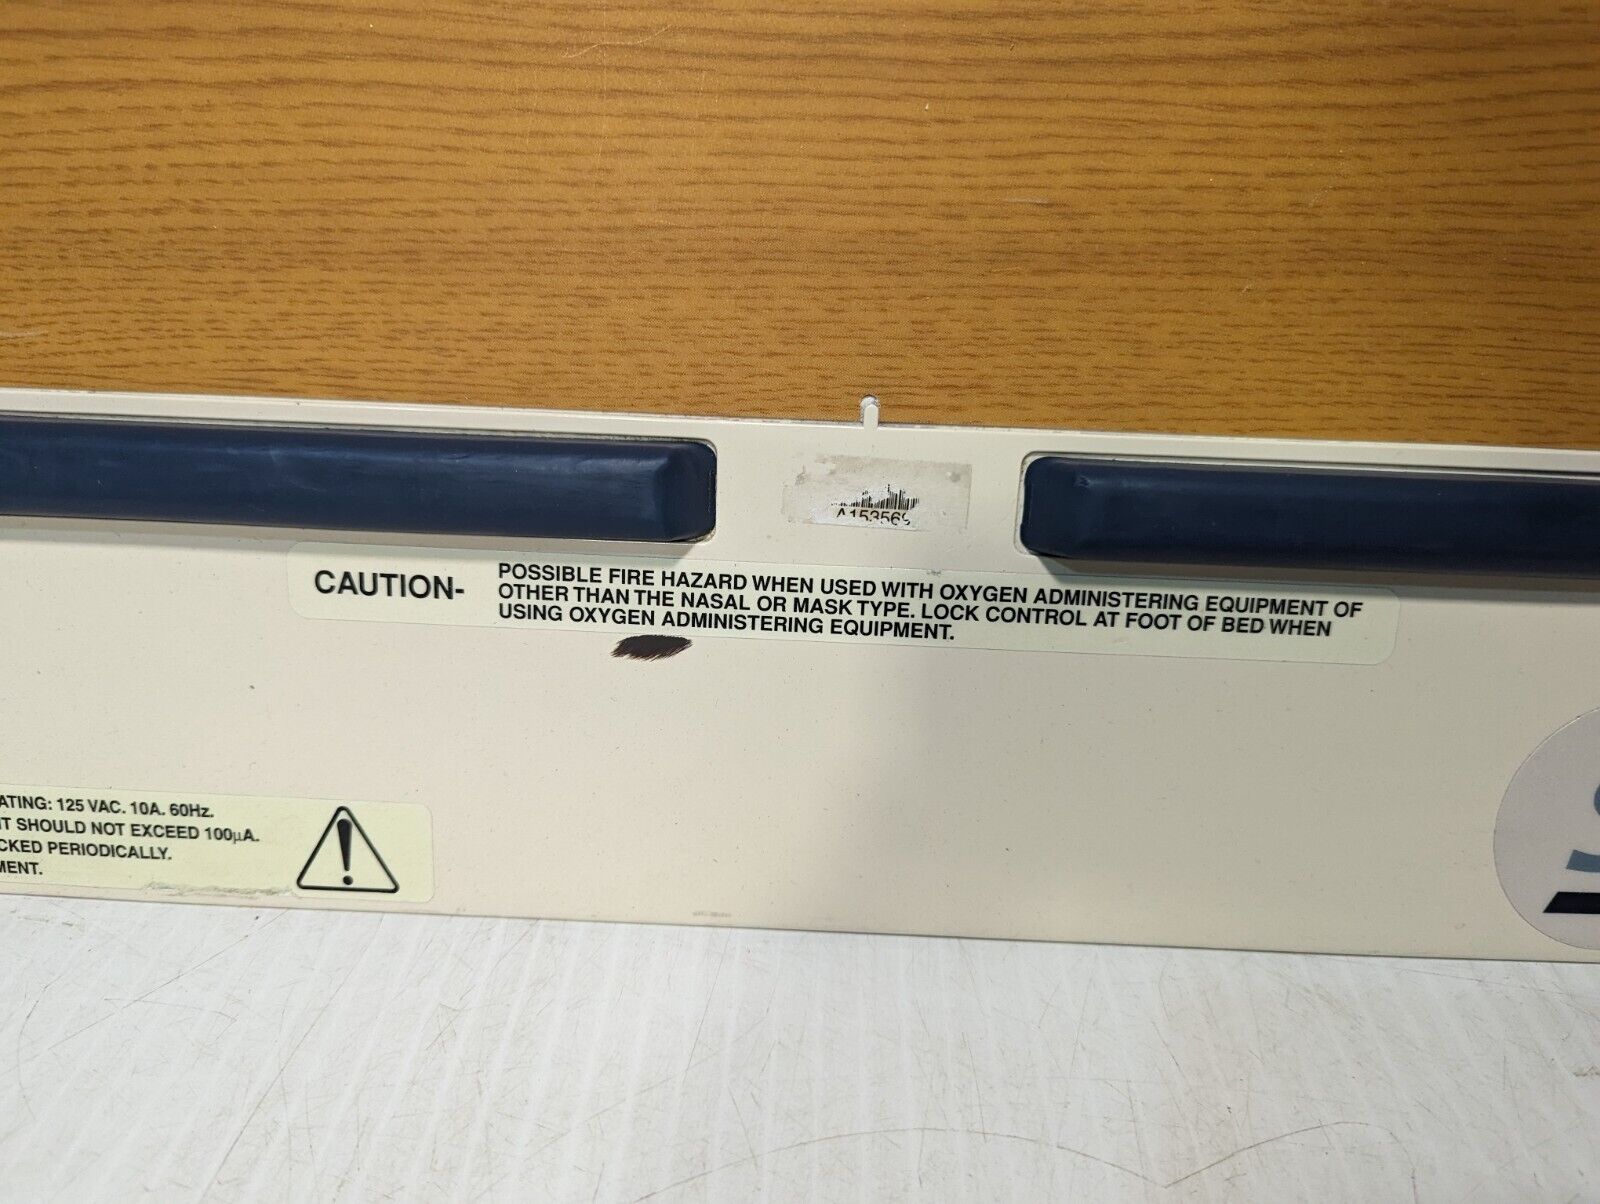 A153569
CAUTION- POSSIBLE FIRE HAZARD WHEN USED WITH OXYGEN ADMINISTERING EQUIPMENT OF
OTHER THAN THE NASAL OR MASK TYPE. LOCK CONTROL AT FOOT OF BED WHEN
USING OXYGEN ADMINISTERING EQUIPMENT.
ATING: 125 VAC. 10A. 60Hz.
IT SHOULD NOT EXCEED 100µA.
CKED PERIODICALLY.
MENT.